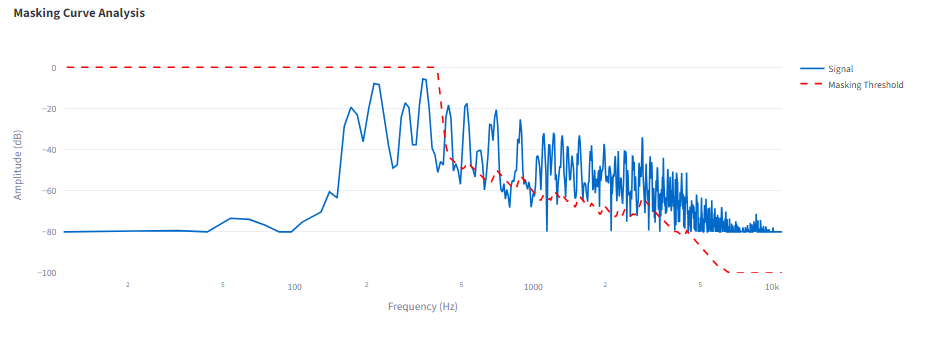 Masking Curve Analysis
Signal
Masking Threshold
Amplitude (dB)
0
−20
−40
−60
−80
−100
2
5
100
2
5
1000
2
5
10k
Frequency (Hz)